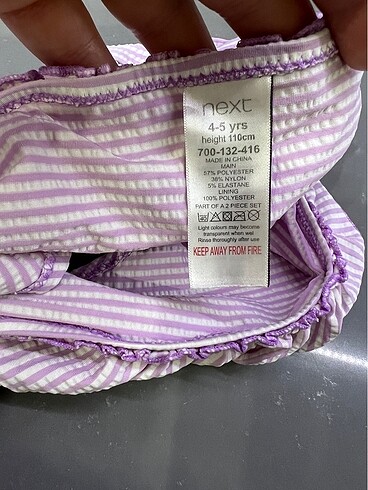 next
4-5 yrs
height 110cm
700-132-416
MADE IN CHINA
MAIN
57% POLYESTER
38% NYLON
5% ELASTANE
LINING
100% POLYESTER
PART OF A 2 PIECE SET
Light colours may become
transparent when wet
Rinse thoroughly after use
KEEP AWAY FROM FIRE